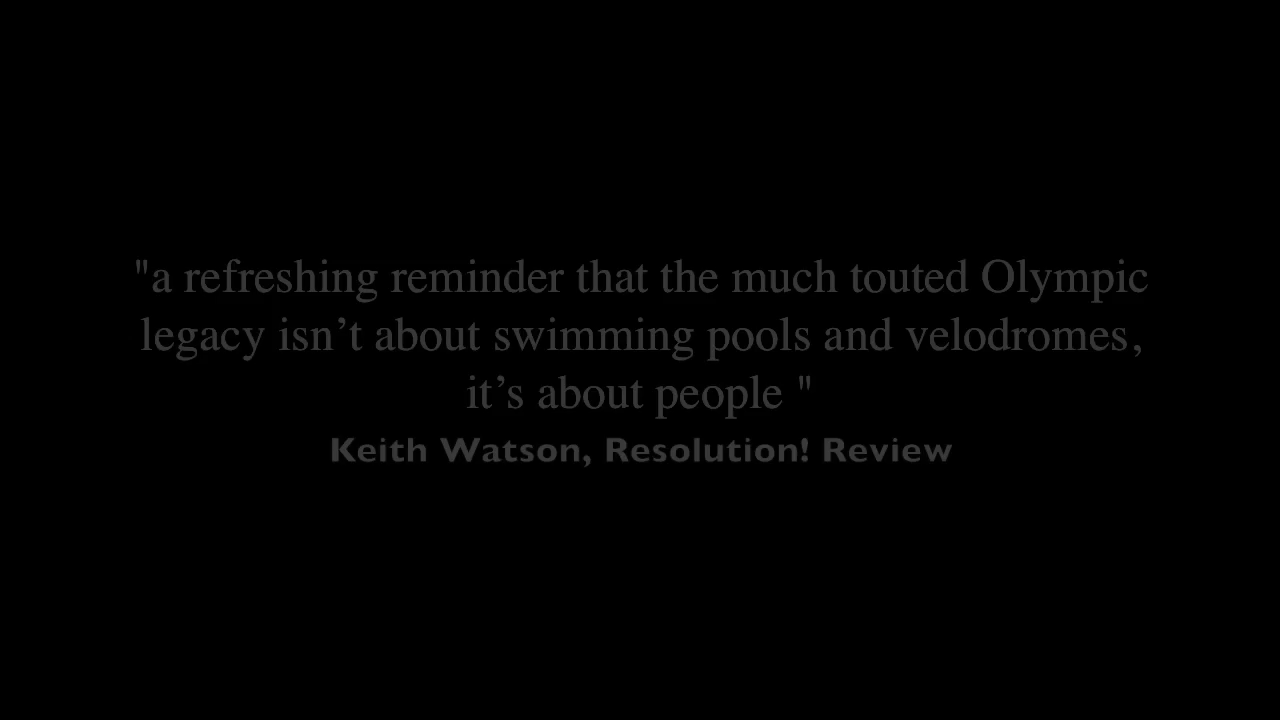 "a refreshing reminder that the much touted Olympic
legacy isn’t about swimming pools and velodromes,
it’s about people "
Keith Watson, Resolution! Review